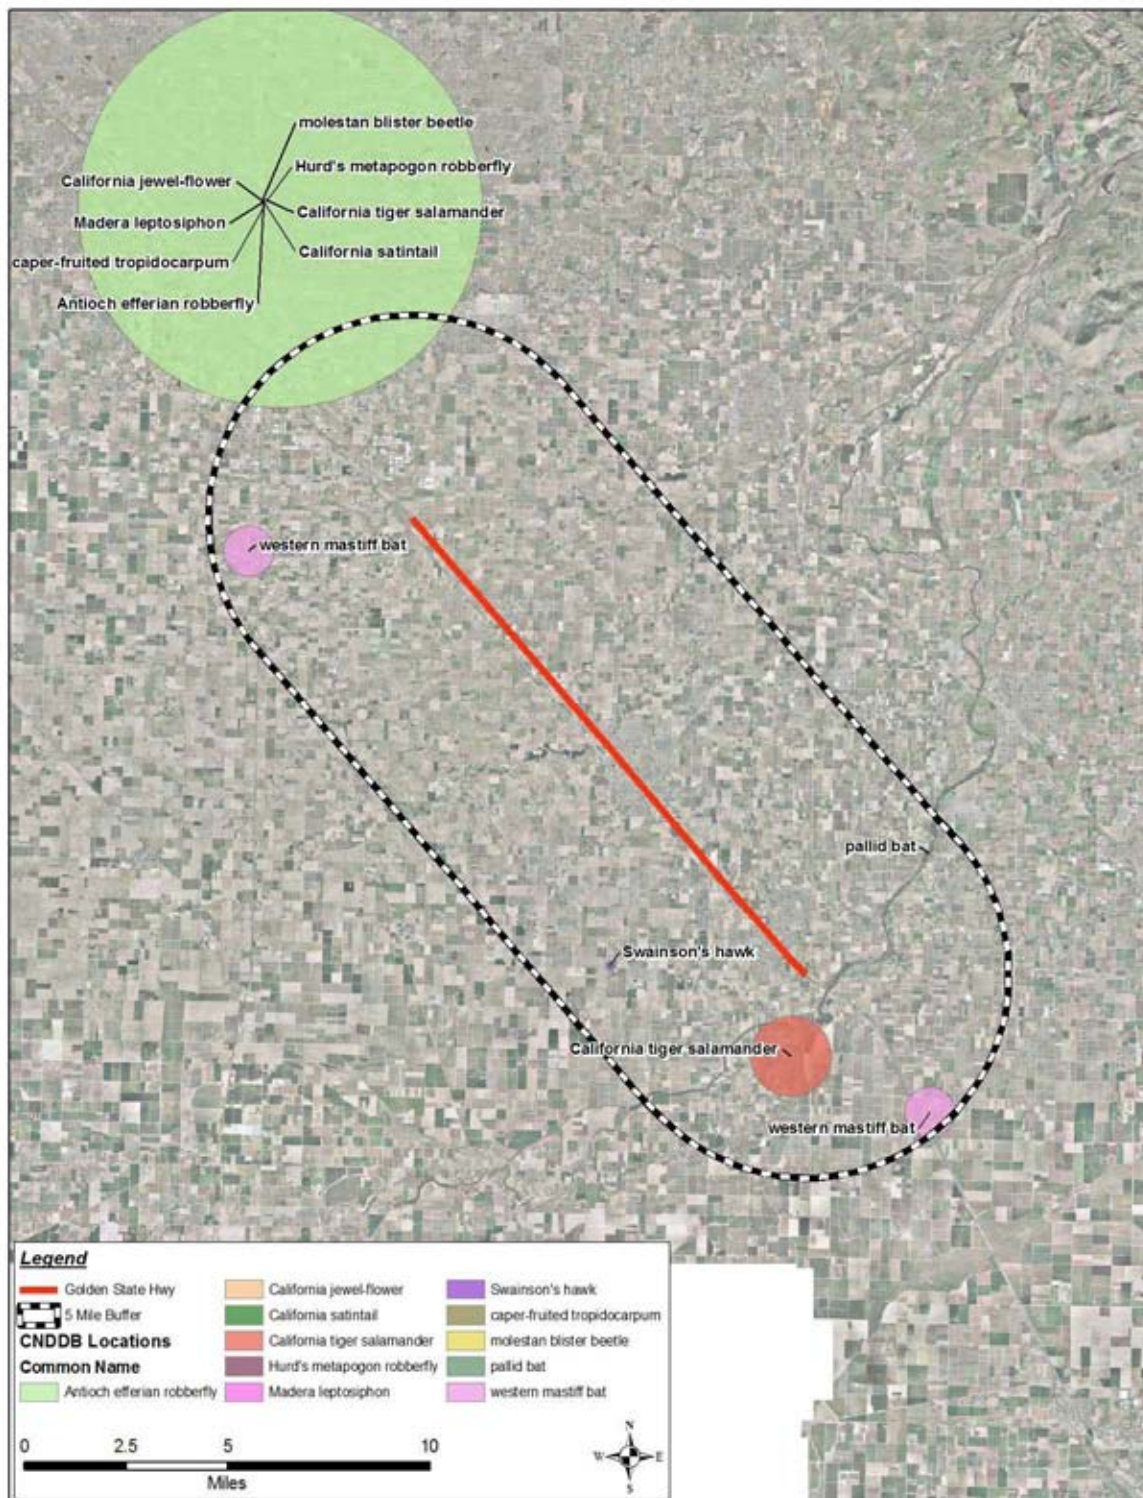 molestan blister beetle
Hurd's metapogon robberfly
California jewel-flower
California tiger salamander
Madera leptosiphon
California satintail
caper-fruited tropidocarpum
Antioch efferian robberfly
western mastiff bat
pallid bat
Swainson's hawk
California tiger salamander
western mastiff bat
Legend
Golden State Hwy
5 Mile Buffer
CNDDB Locations
Common Name
Antioch efferian robberfly
California jewel-flower
California satintail
California tiger salamander
Hurd's metapogon robberfly
Madera leptosiphon
Swainson's hawk
caper-fruited tropidocarpum
molestan blister beetle
pallid bat
western mastiff bat
0 2.5 5 10
Miles
N
W E
S